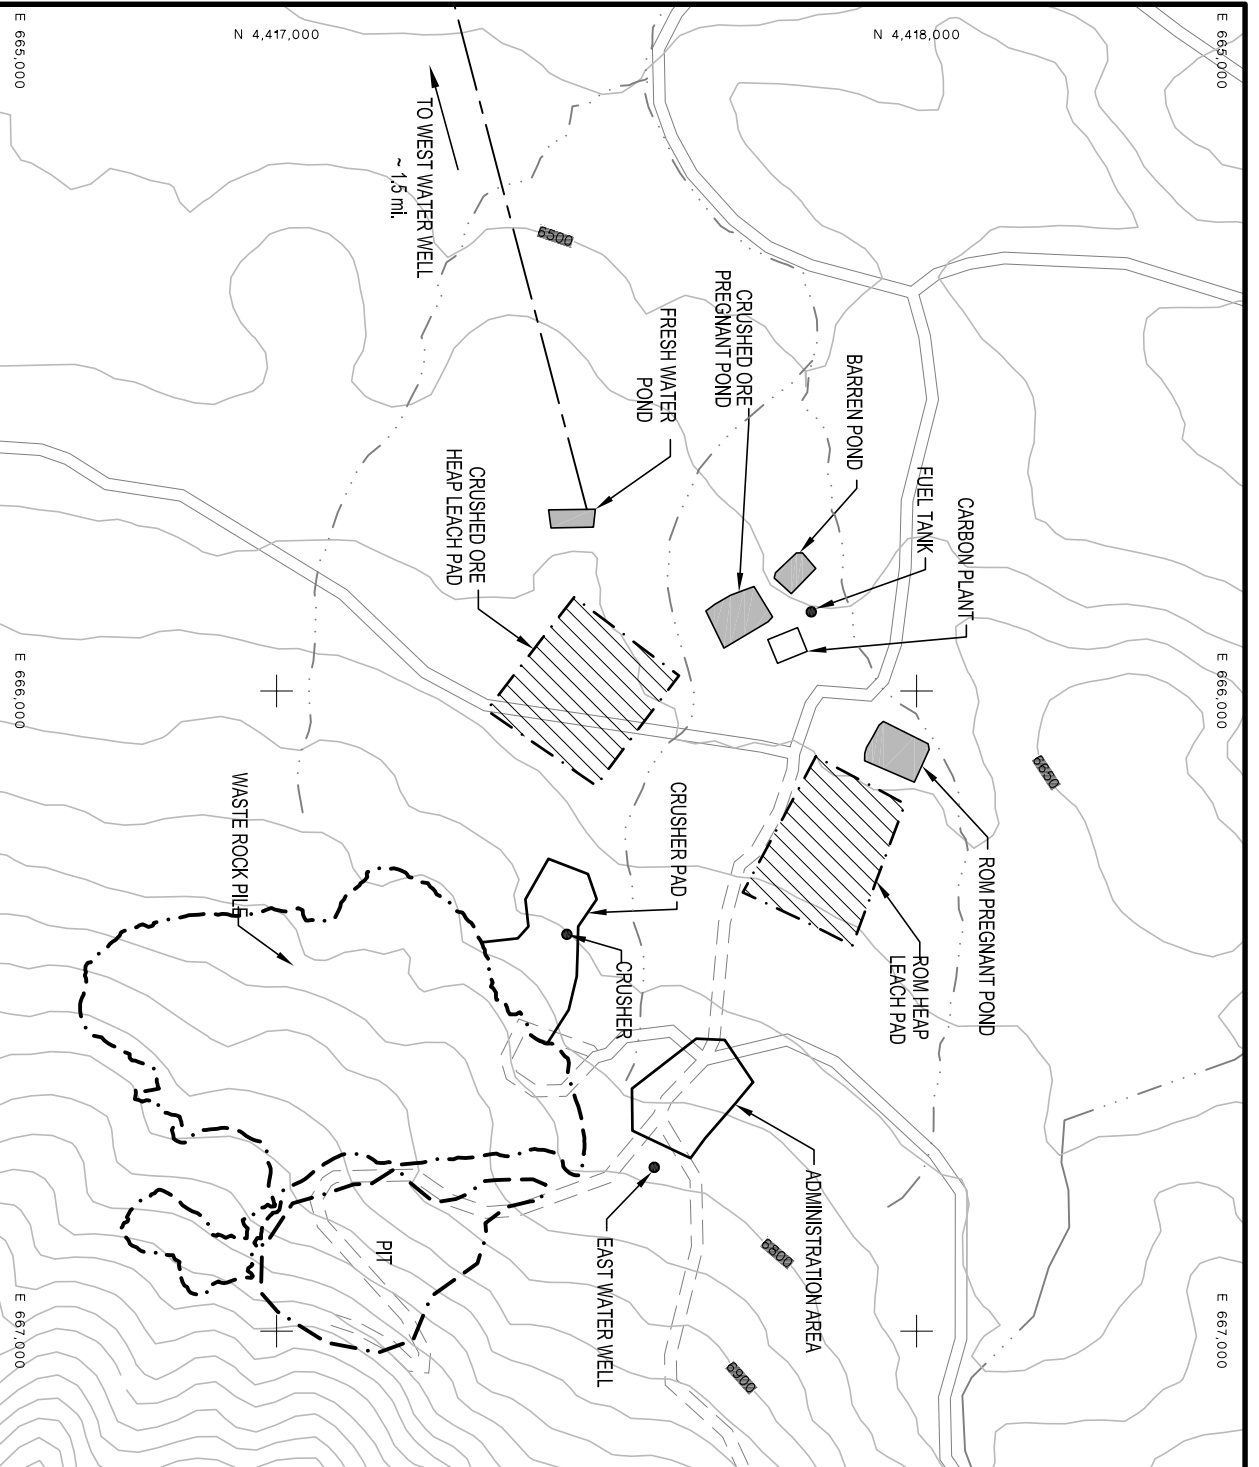 E 665,000
N 4,417,000
N 4,418,000
E 665,000
TO WEST WATER WELL
~ 1.5 mi.
6500
CRUSHED ORE
PREGNANT POND
FRESH WATER
POND
BARREN POND
FUEL TANK
CARBON PLANT
CRUSHED ORE
HEAP LEACH PAD
E 666,000
E 666,000
6650
WASTE ROCK PILE
CRUSHER PAD
CRUSHER
ROM PREGNANT POND
ROM HEAP
LEACH PAD
ADMINISTRATION AREA
6800
EAST WATER WELL
PIT
6900
E 667,000
E 667,000